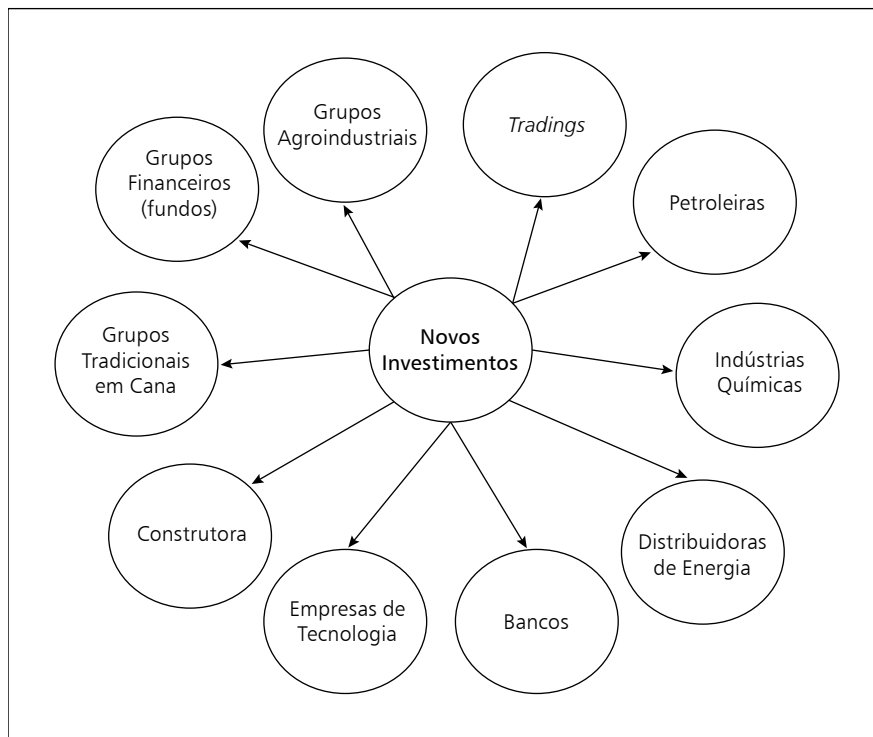 Grupos
Agroindustriais
Tradings
Grupos
Financeiros
(fundos)
Petroleiras
Novos
Investimentos
Grupos
Tradicionais
em Cana
Indústrias
Químicas
Construtora
Distribuidoras
de Energia
Empresas de
Tecnologia
Bancos